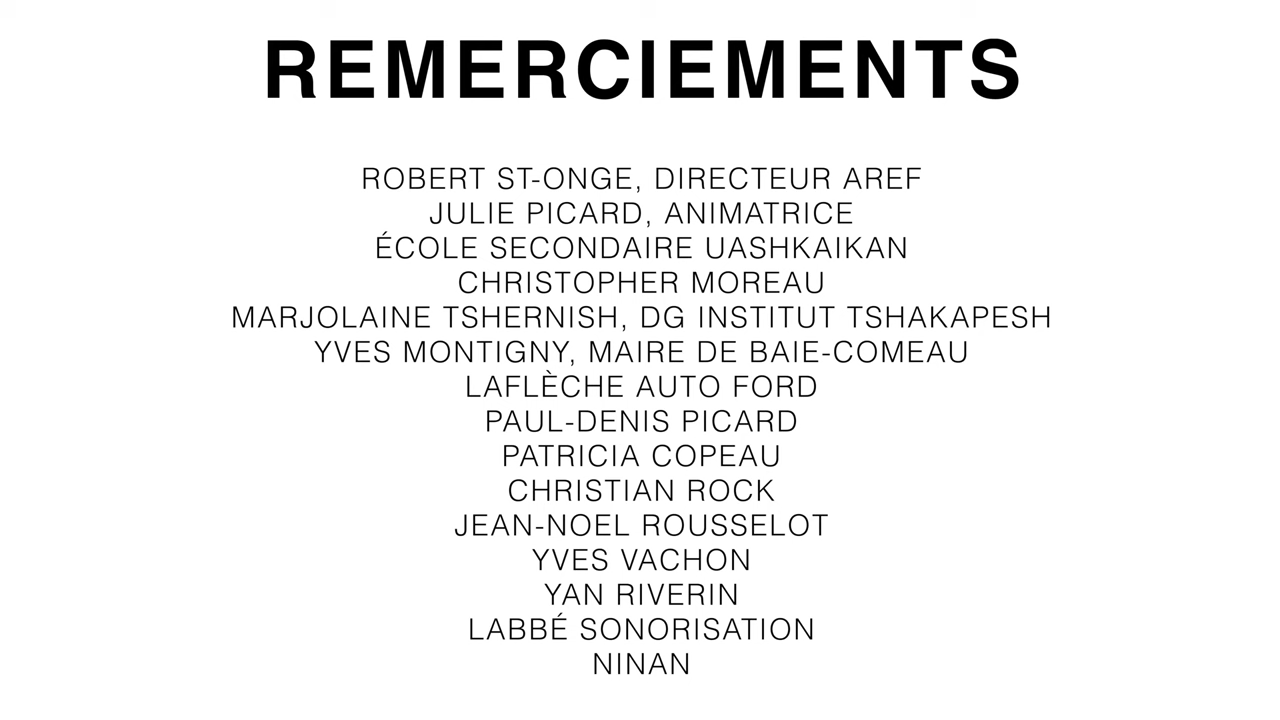 REMERCIEMENTS
ROBERT ST-ONGE, DIRECTEUR AREF
JULIE PICARD, ANIMATRICE
ÉCOLE SECONDAIRE UASHKAIKAN
CHRISTOPHER MOREAU
MARJOLAINE TSHERNISH, DG INSTITUT TSHAKAPESH
YVES MONTIGNY, MAIRE DE BAIE-COMEAU
LAFLÈCHE AUTO FORD
PAUL-DENIS PICARD
PATRICIA COPEAU
CHRISTIAN ROCK
JEAN-NOEL ROUSSELOT
YVES VACHON
YAN RIVERIN
LABBÉ SONORISATION
NINAN